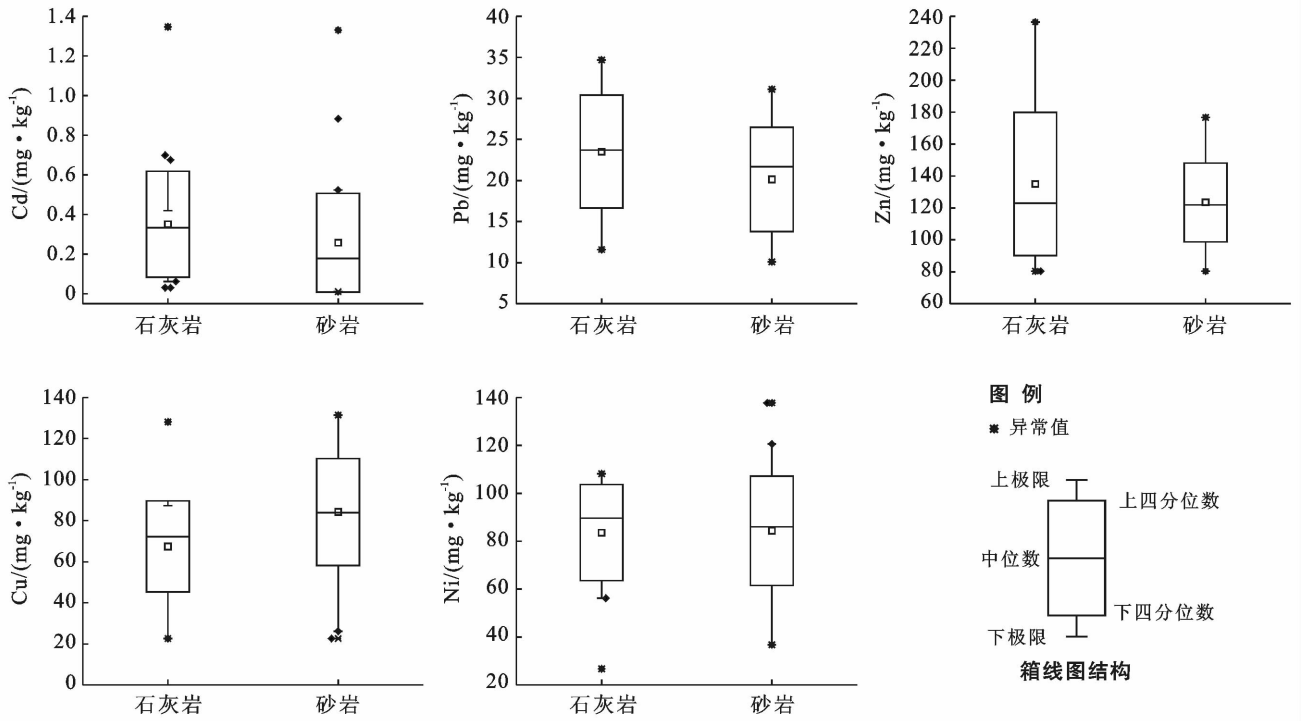 Cd/(mg·kg⁻¹)
1.4
1.2
1.0
0.8
0.6
0.4
0.2
0
石灰岩
砂岩
Pb/(mg·kg⁻¹)
40
35
30
25
20
15
10
5
石灰岩
砂岩
Zn/(mg·kg⁻¹)
240
220
200
180
160
140
120
100
80
60
石灰岩
砂岩
Cu/(mg·kg⁻¹)
140
120
100
80
60
40
20
0
石灰岩
砂岩
Ni/(mg·kg⁻¹)
140
120
100
80
60
40
20
石灰岩
砂岩
图 例
异常值
上极限
上四分位数
中位数
下四分位数
下极限
箱线图结构